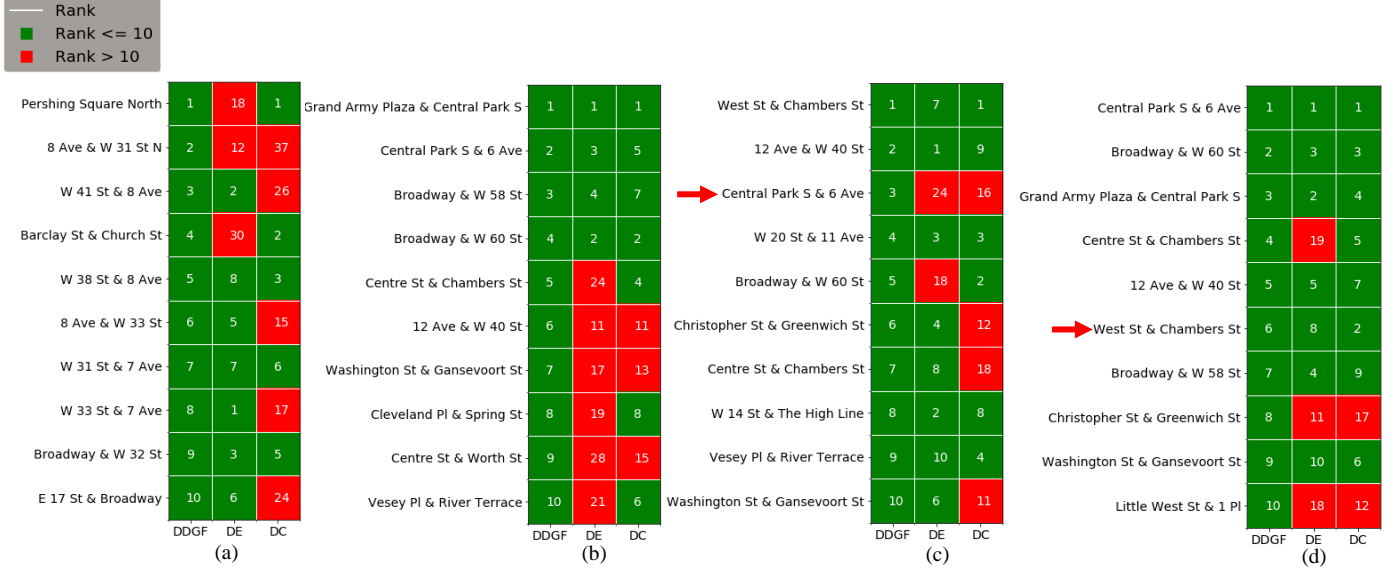 Rank
Rank <= 10
Rank > 10
Pershing Square North 1 18 1
8 Ave & W 31 St N 2 12 37
W 41 St & 8 Ave 3 2 26
Barclay St & Church St 4 30 2
W 38 St & 8 Ave 5 8 3
8 Ave & W 33 St 6 5 15
W 31 St & 7 Ave 7 7 6
W 33 St & 7 Ave 8 1 17
Broadway & W 32 St 9 3 5
E 17 St & Broadway 10 6 24
DDGF DE DC
(a)
Grand Army Plaza & Central Park S 1 1 1
Central Park S & 6 Ave 2 3 5
Broadway & W 58 St 3 4 7
Broadway & W 60 St 4 2 2
Centre St & Chambers St 5 24 4
12 Ave & W 40 St 6 11 11
Washington St & Gansevoort St 7 17 13
Cleveland Pl & Spring St 8 19 8
Centre St & Worth St 9 28 15
Vesey Pl & River Terrace 10 21 6
DDGF DE DC
(b)
West St & Chambers St 1 7 1
12 Ave & W 40 St 2 1 9
Central Park S & 6 Ave 3 24 16
W 20 St & 11 Ave 4 3 3
Broadway & W 60 St 5 18 2
Christopher St & Greenwich St 6 4 12
Centre St & Chambers St 7 8 18
W 14 St & The High Line 8 2 8
Vesey Pl & River Terrace 9 10 4
Washington St & Gansevoort St 10 6 11
DDGF DE DC
(c)
Central Park S & 6 Ave 1 1 1
Broadway & W 60 St 2 3 3
Grand Army Plaza & Central Park S 3 2 4
Centre St & Chambers St 4 19 5
12 Ave & W 40 St 5 5 7
West St & Chambers St 6 8 2
Broadway & W 58 St 7 4 9
Christopher St & Greenwich St 8 11 17
Washington St & Gansevoort St 9 10 6
Little West St & 1 Pl 10 18 12
DDGF DE DC
(d)